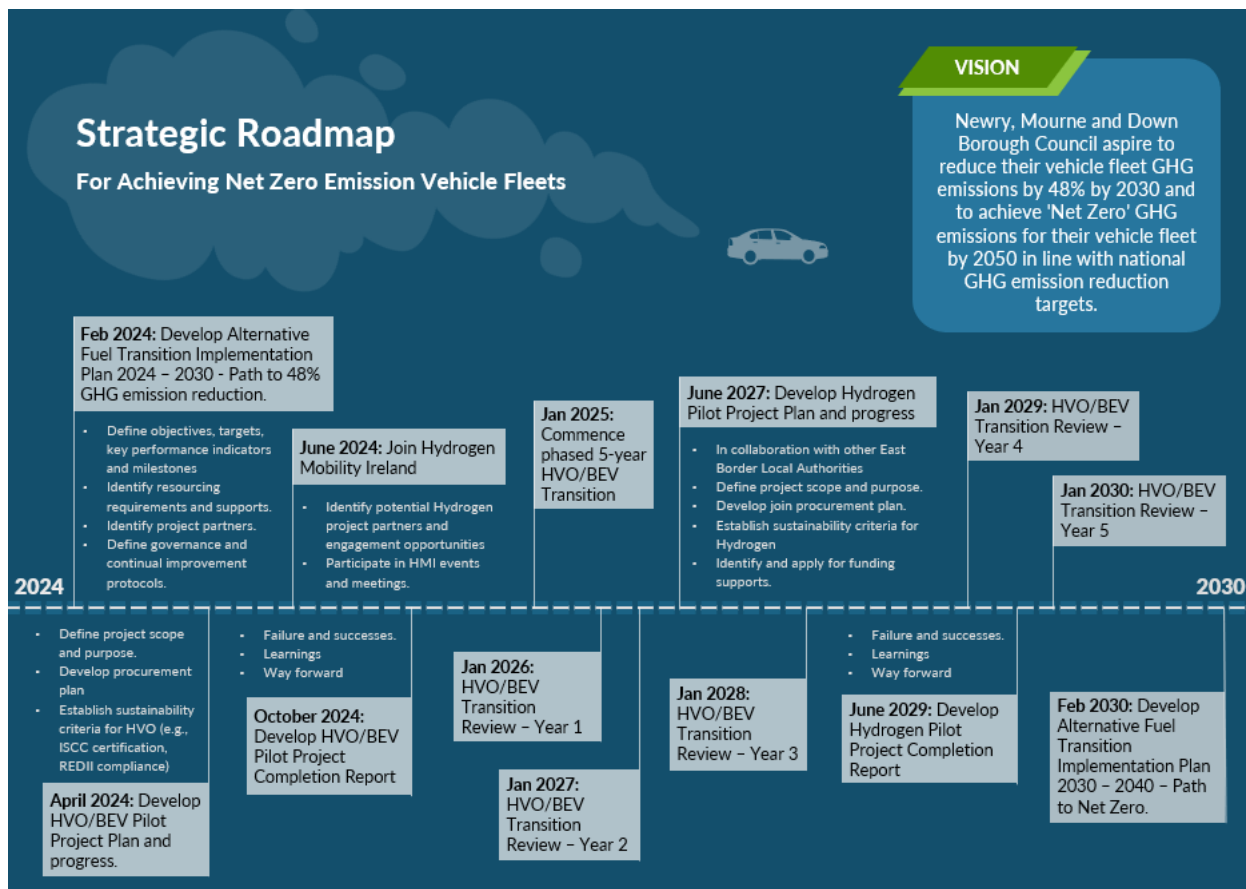 Strategic Roadmap
For Achieving Net Zero Emission Vehicle Fleets
VISION
Newry, Mourne and Down
Borough Council aspire to
reduce their vehicle fleet GHG
emissions by 48% by 2030 and
to achieve 'Net Zero' GHG
emissions for their vehicle fleet
by 2050 in line with national
GHG emission reduction
targets.
Feb 2024: Develop Alternative
Fuel Transition Implementation
Plan 2024 – 2030 - Path to 48%
GHG emission reduction.
- Define objectives, targets,
key performance indicators
and milestones
- Identify resourcing
requirements and supports.
- Identify project partners.
- Define governance and
continual improvement
protocols.
June 2024: Join Hydrogen
Mobility Ireland
- Identify potential Hydrogen
project partners and
engagement opportunities
- Participate in HMI events
and meetings.
Jan 2025:
Commence
phased 5-year
HVO/BEV
Transition
June 2027: Develop Hydrogen
Pilot Project Plan and progress
- In collaboration with other East
Border Local Authorities
- Define project scope and purpose.
- Develop join procurement plan.
- Establish sustainability criteria for
Hydrogen
- Identify and apply for funding
supports.
Jan 2029: HVO/BEV
Transition Review –
Year 4
Jan 2030: HVO/BEV
Transition Review –
Year 5
2024
2030
- Define project scope
and purpose.
- Develop procurement
plan
- Establish sustainability
criteria for HVO (e.g.,
ISCC certification,
REDII compliance)
April 2024: Develop
HVO/BEV Pilot
Project Plan and
progress.
- Failure and successes.
- Learnings
- Way forward
October 2024:
Develop HVO/BEV
Pilot Project
Completion Report
Jan 2026:
HVO/BEV
Transition
Review – Year 1
Jan 2027:
HVO/BEV
Transition
Review – Year 2
Jan 2028:
HVO/BEV
Transition
Review – Year 3
- Failure and successes.
- Learnings
- Way forward
June 2029: Develop
Hydrogen Pilot
Project Completion
Report
Feb 2030: Develop
Alternative Fuel
Transition
Implementation Plan
2030 – 2040 – Path
to Net Zero.